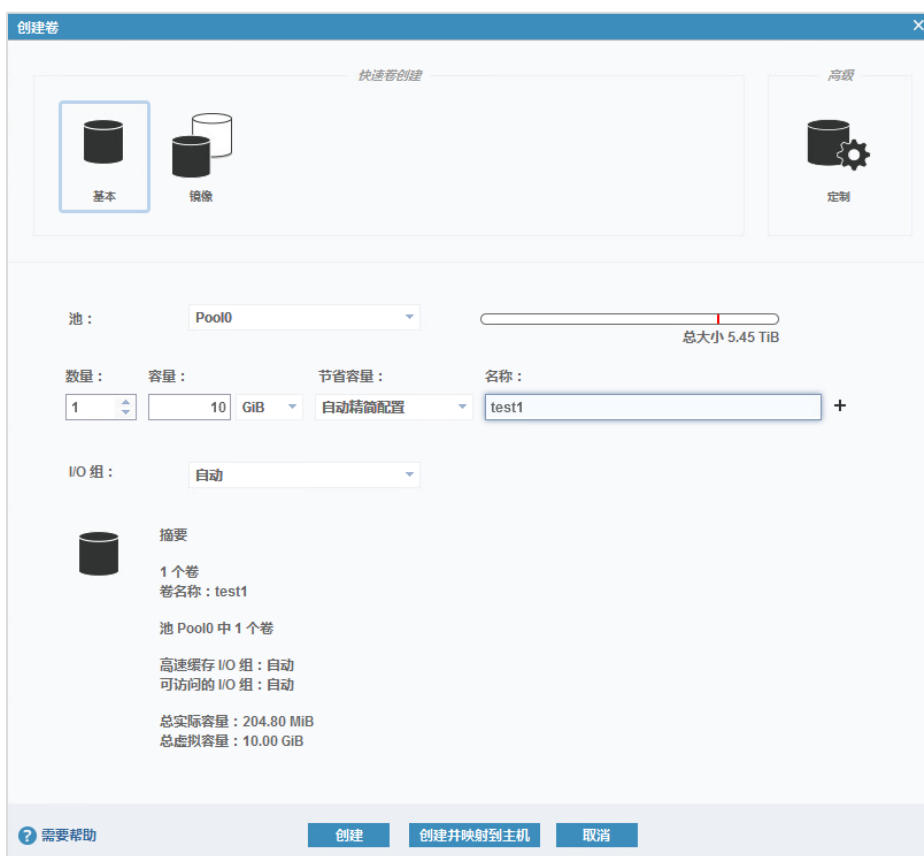 创建卷
快速卷创建
高级
基本
镜像
定制
池：
Pool0
总大小 5.45 TiB
数量：
容量：
节省容量：
名称：
1
10
GiB
自动精简配置
test1
I/O 组：
自动
摘要
1 个卷
卷名称：test1
池 Pool0 中 1 个卷
高速缓存 I/O 组：自动
可访问的 I/O 组：自动
总实际容量：204.80 MiB
总虚拟容量：10.00 GiB
需要帮助
创建
创建并映射到主机
取消